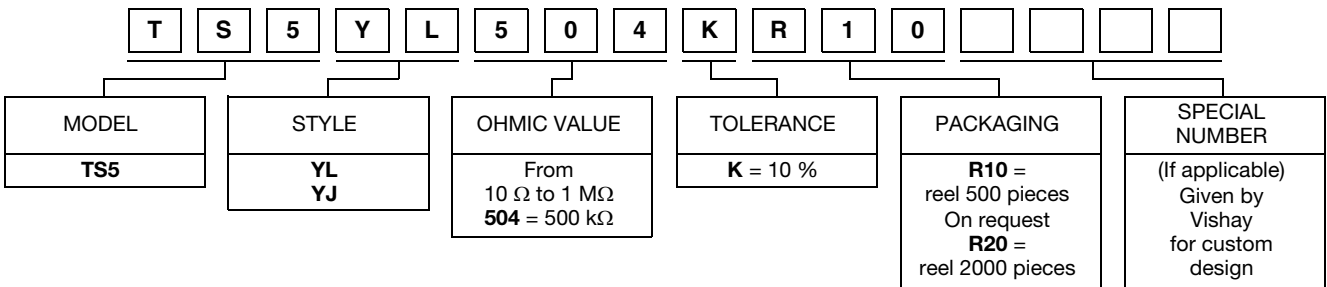 T S 5 Y L 5 0 4 K R 1 0
MODEL
TS5
STYLE
YL
YJ
OHMIC VALUE
From
10 Ω to 1 MΩ
504 = 500 kΩ
TOLERANCE
K = 10 %
PACKAGING
R10 =
reel 500 pieces
On request
R20 =
reel 2000 pieces
SPECIAL
NUMBER
(If applicable)
Given by
Vishay
for custom
design